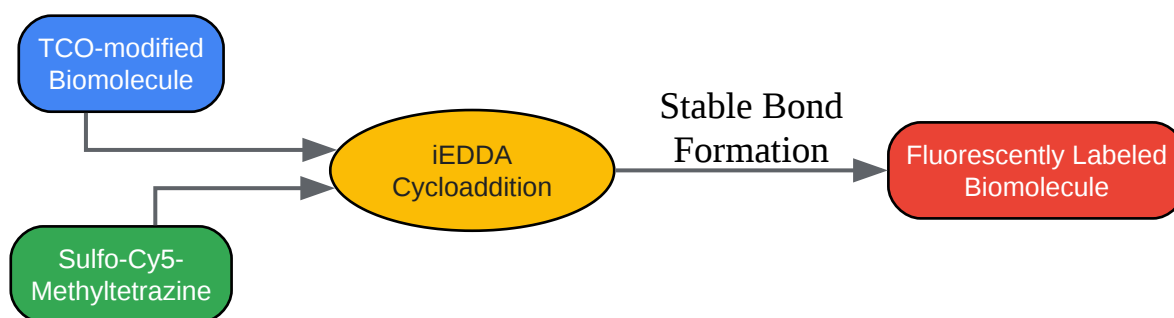 TCO-modified
Biomolecule
Sulfo-Cy5-
Methyltetrazine
iEDDA
Cycloaddition
Stable Bond
Formation
Fluorescently Labeled
Biomolecule